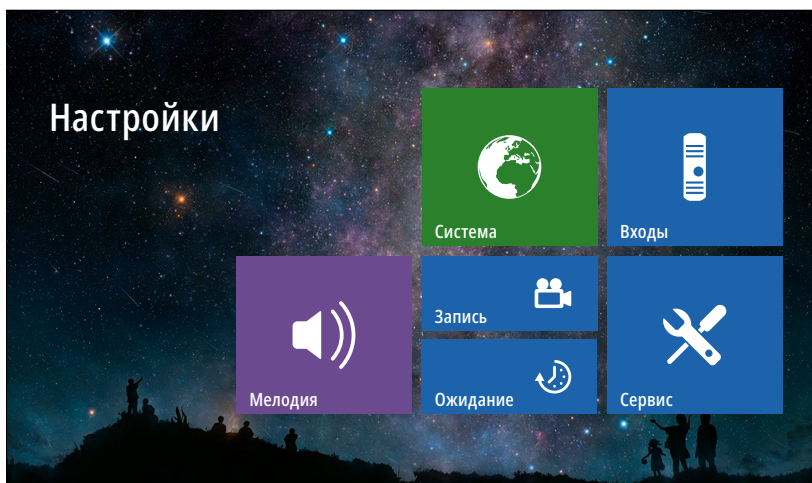 Настройки
Система
Входы
Запись
Мелодия
Ожидание
Сервис